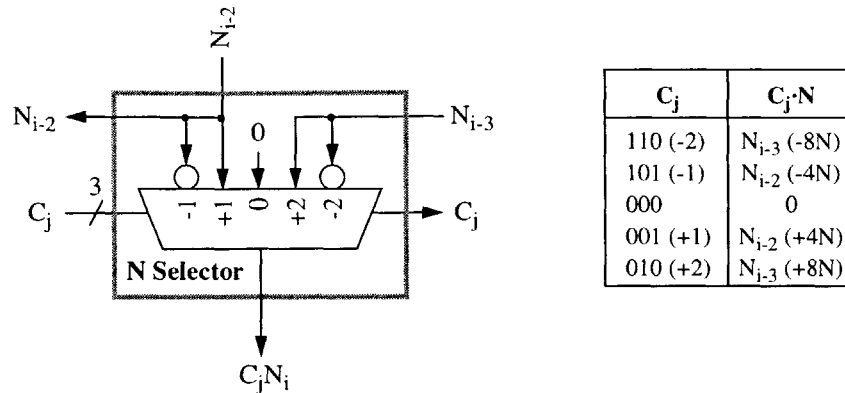 N_{i-2}
N_{i-2}
0
N_{i-3}
3
C_j
-1 +1 0 +2 -2
C_j
N Selector
C_jN_i
C_j C_j·N
110 (-2) N_{i-3} (-8N)
101 (-1) N_{i-2} (-4N)
000 0
001 (+1) N_{i-2} (+4N)
010 (+2) N_{i-3} (+8N)